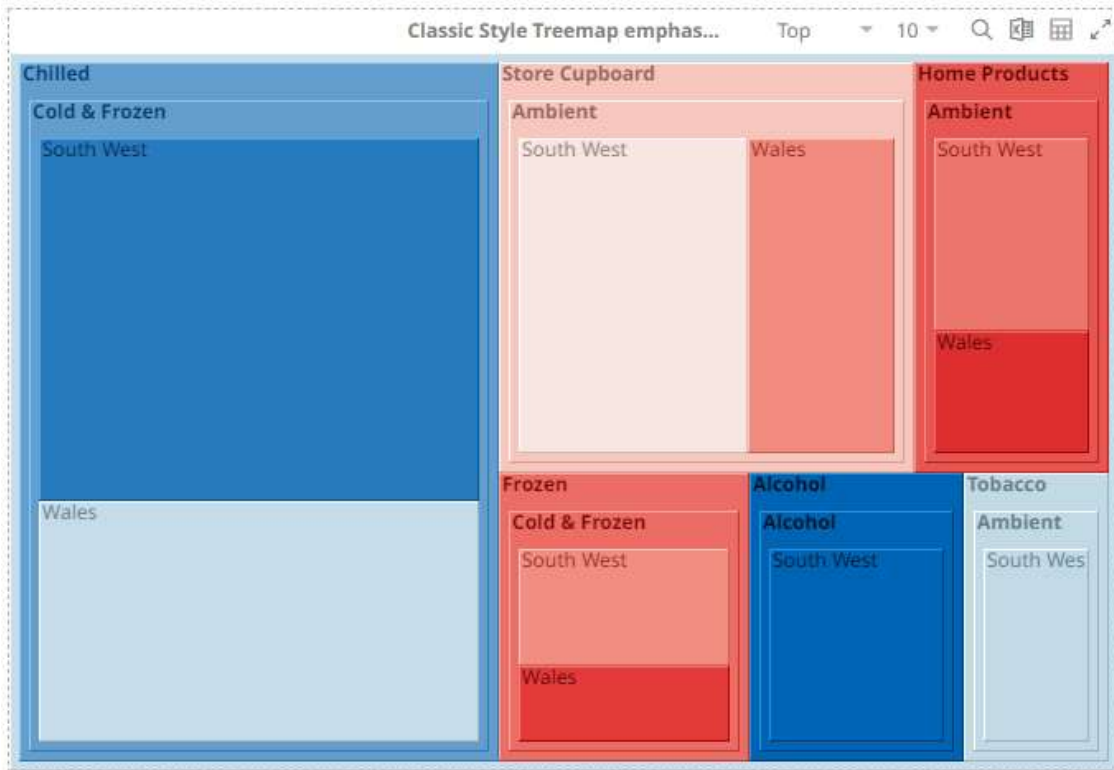 Classic Style Treemap emphas...
Top
10
Chilled
Cold & Frozen
South West
Wales
Store Cupboard
Ambient
South West
Wales
Home Products
Ambient
South West
Wales
Frozen
Cold & Frozen
South West
Wales
Alcohol
Alcohol
South West
Tobacco
Ambient
South Wes